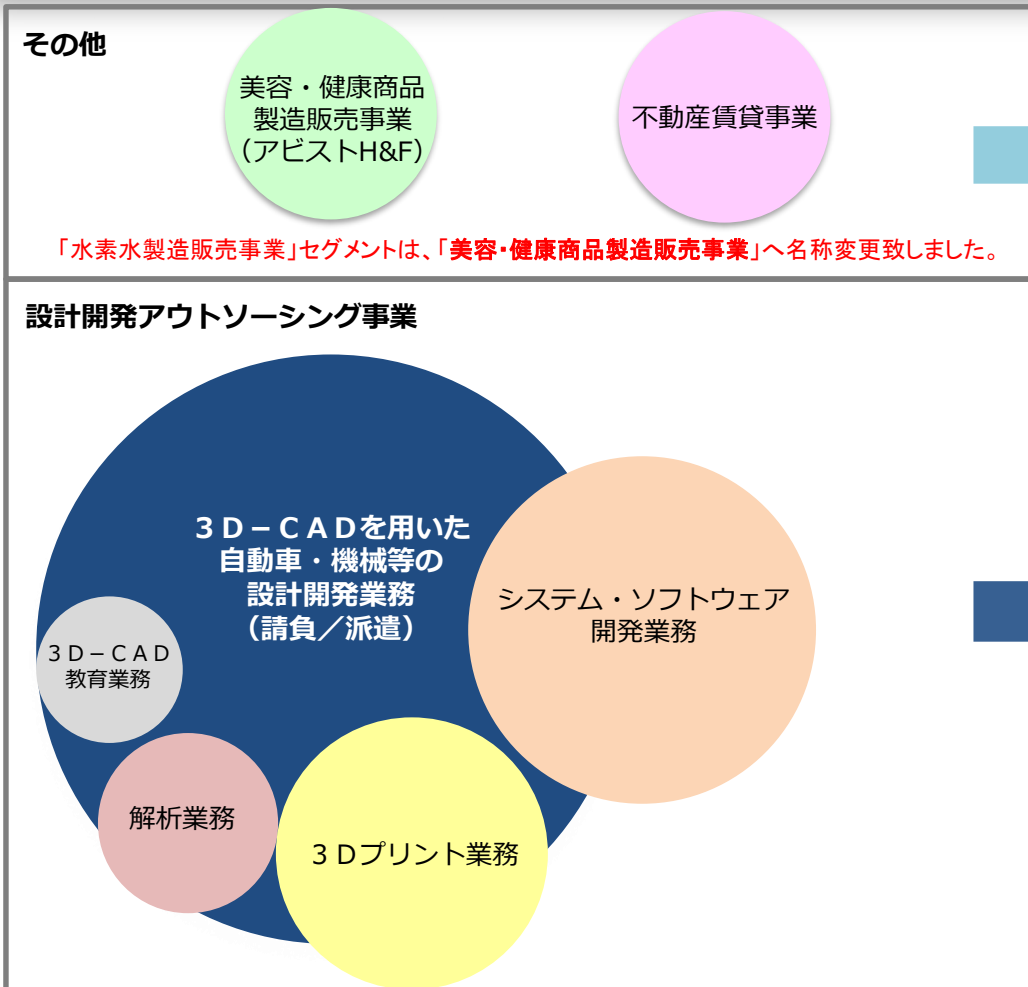 その他
美容・健康商品
製造販売事業
（アビストH&F）
不動産賃貸事業
「水素水製造販売事業」セグメントは、「美容・健康商品製造販売事業」へ名称変更致しました。
設計開発アウトソーシング事業
３Ｄ－ＣＡＤを用いた
自動車・機械等の
設計開発業務
（請負／派遣）
システム・ソフトウェア
開発業務
３Ｄ－ＣＡＤ
教育業務
解析業務
３Ｄプリント業務